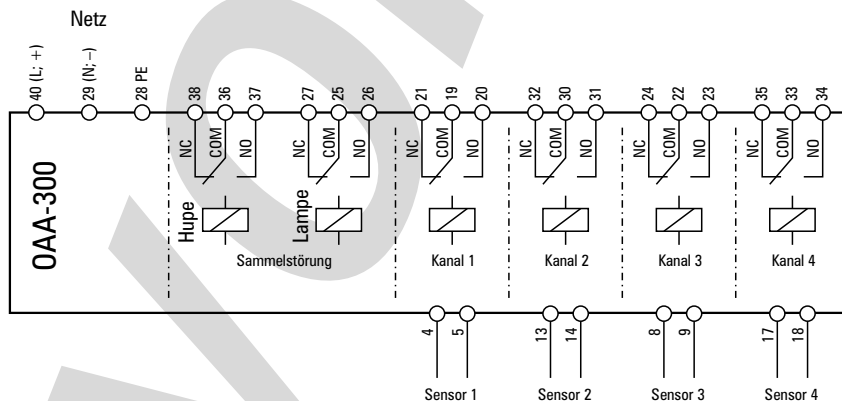 Netz
40 (L; +)
29 (N; –)
28 PE
38
36
37
27
25
26
21
19
20
32
30
31
24
22
23
35
33
34
NC
COM
NO
NC
COM
NO
NC
COM
NO
NC
COM
NO
NC
COM
NO
NC
COM
NO
OAA-300
Hupe
Lampe
Sammelstörung
Kanal 1
Kanal 2
Kanal 3
Kanal 4
4
5
13
14
8
9
17
18
Sensor 1
Sensor 2
Sensor 3
Sensor 4